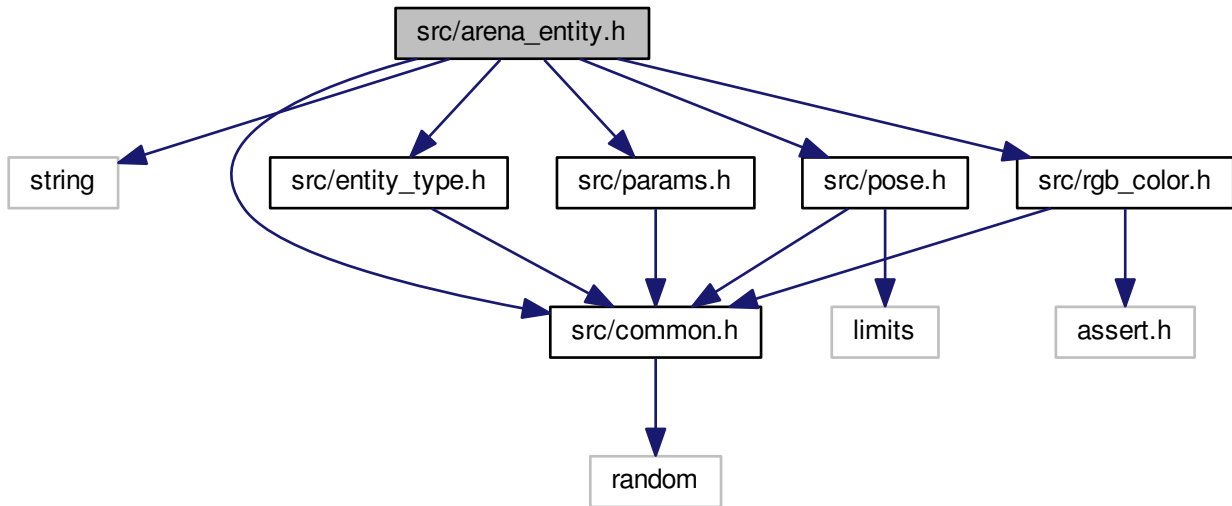 src/arena_entity.h
string
src/entity_type.h
src/params.h
src/pose.h
src/rgb_color.h
src/common.h
limits
assert.h
random